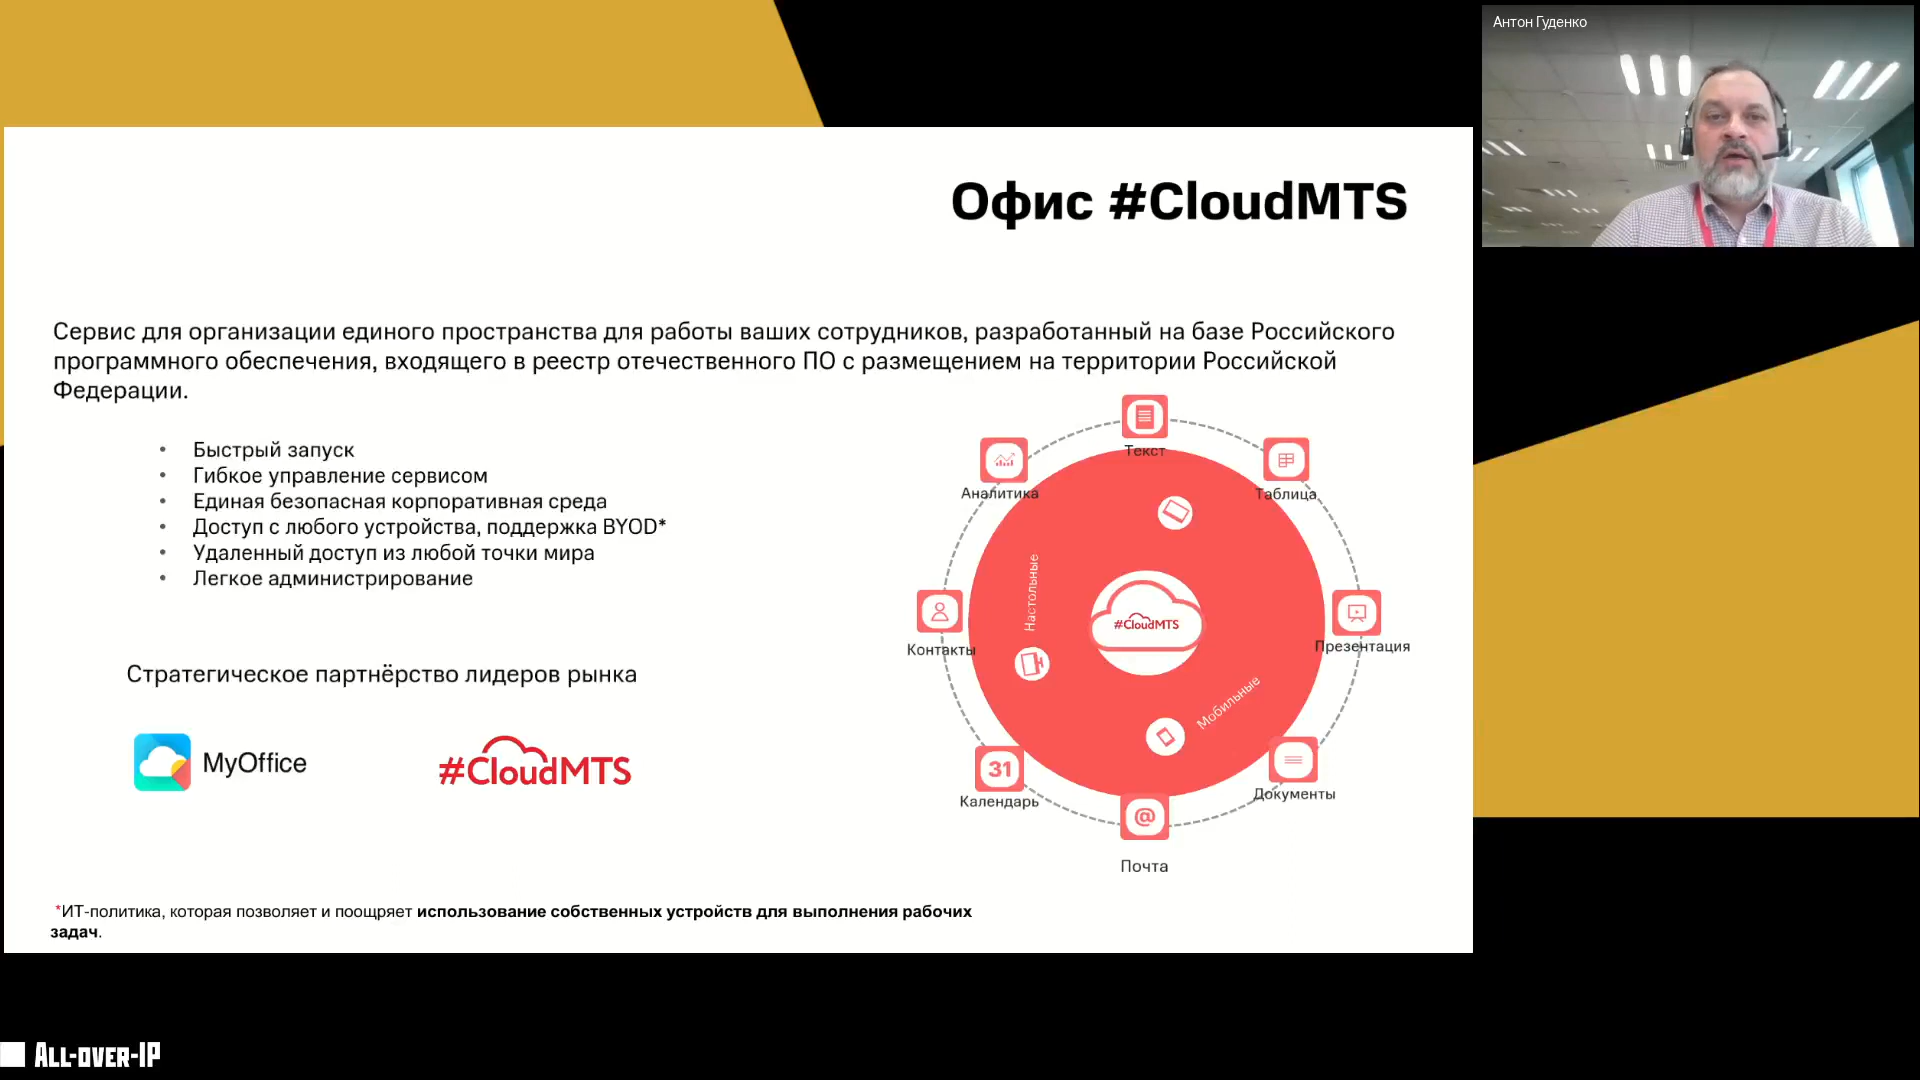 Антон Гуденко
Офис #CloudMTS
Сервис для организации единого пространства для работы ваших сотрудников, разработанный на базе Российского
программного обеспечения, входящего в реестр отечественного ПО с размещением на территории Российской
Федерации.
• Быстрый запуск
• Гибкое управление сервисом
• Единая безопасная корпоративная среда
• Доступ с любого устройства, поддержка BYOD*
• Удаленный доступ из любой точки мира
• Легкое администрирование
Стратегическое партнёрство лидеров рынка
MyOffice
#CloudMTS
Текст
Аналитика
Таблица
Настольные
#CloudMTS
Контакты
Презентация
Мобильные
31
Календарь
Документы
@
Почта
*ИТ-политика, которая позволяет и поощряет использование собственных устройств для выполнения рабочих
задач.
ALL-OVER-IP